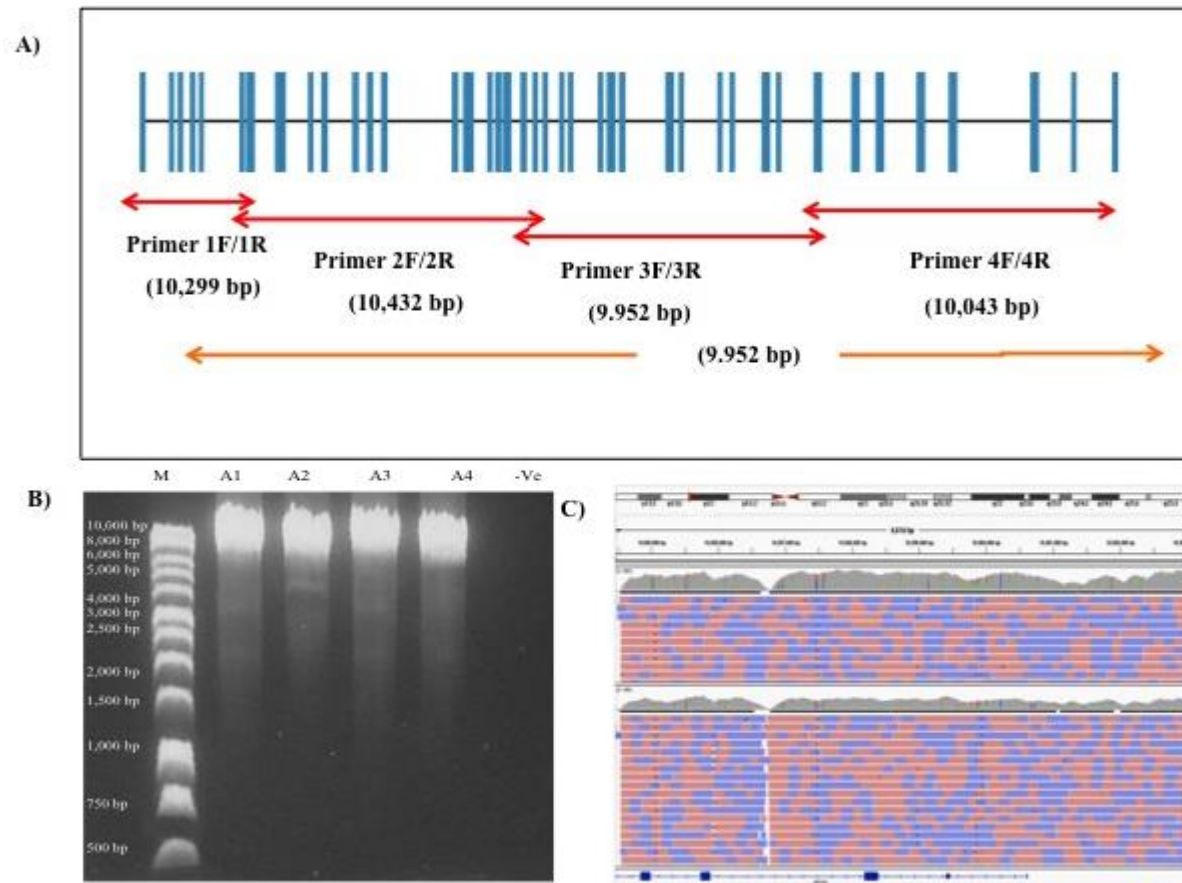 A)
Primer 1F/1R
(10,299 bp)
Primer 2F/2R
(10,432 bp)
Primer 3F/3R
(9.952 bp)
Primer 4F/4R
(10,043 bp)
(9.952 bp)
B)
M A1 A2 A3 A4 -Ve
10,000 bp
8,000 bp
6,000 bp
5,000 bp
4,000 bp
3,000 bp
2,500 bp
2,000 bp
1,500 bp
1,000 bp
750 bp
500 bp
C)